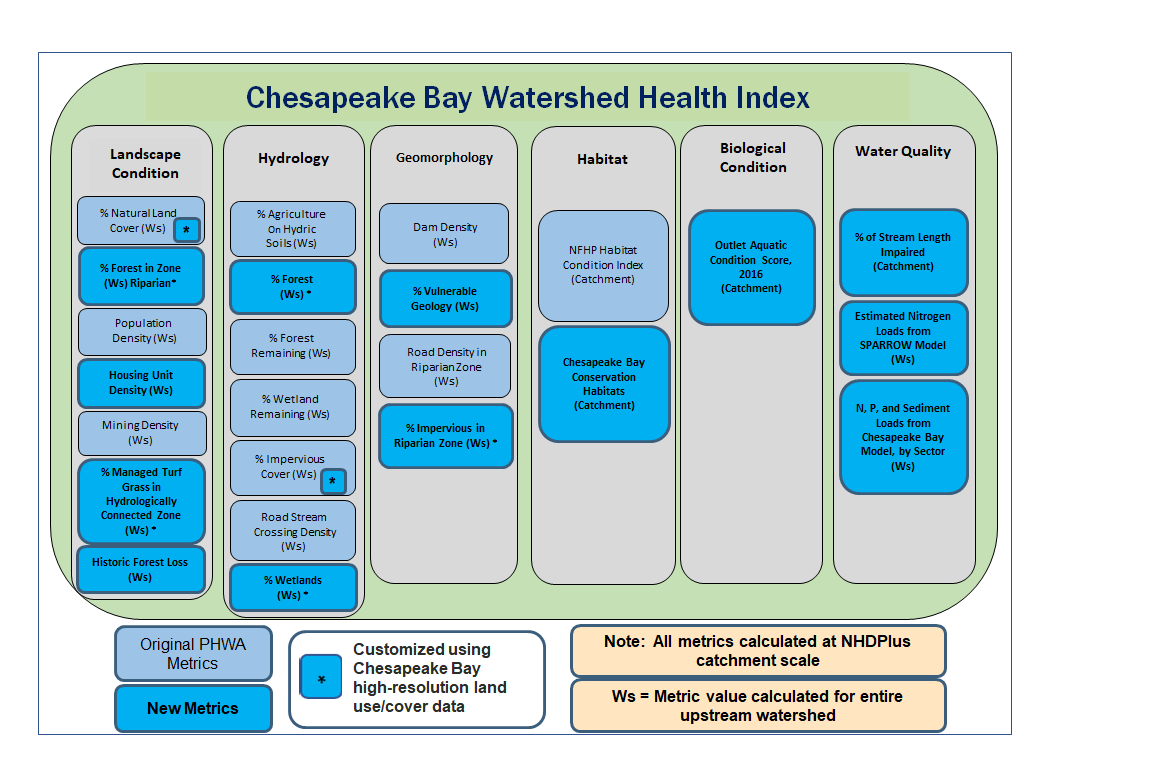 Chesapeake Bay Watershed Health Index
Landscape
Condition
% Natural Land
Cover (Ws)
*
% Forest in Zone
(Ws) Riparian*
Population
Density (Ws)
Housing Unit
Density (Ws)
Mining Density
(Ws)
% Managed Turf
Grass in
Hydrologically
Connected Zone
(Ws) *
Historic Forest Loss
(Ws)
Hydrology
% Agriculture
On Hydric
Soils (Ws)
% Forest
(Ws) *
% Forest
Remaining (Ws)
% Wetland
Remaining (Ws)
% Impervious
Cover (Ws)
*
Road Stream
Crossing Density
(Ws)
% Wetlands
(Ws) *
Geomorphology
Dam Density
(Ws)
% Vulnerable
Geology (Ws)
Road Density in
Riparian Zone
(Ws)
% Impervious in
Riparian Zone (Ws) *
Habitat
NFHP Habitat
Condition Index
(Catchment)
Chesapeake Bay
Conservation
Habitats
(Catchment)
Biological
Condition
Outlet Aquatic
Condition Score,
2016
(Catchment)
Water Quality
% of Stream Length
Impaired
(Catchment)
Estimated Nitrogen
Loads from
SPARROW Model
(Ws)
N, P, and Sediment
Loads from
Chesapeake Bay
Model, by Sector
(Ws)
Original PHWA
Metrics
New Metrics
*
Customized using
Chesapeake Bay
high-resolution land
use/cover data
Note: All metrics calculated at NHDPlus
catchment scale
Ws = Metric value calculated for entire
upstream watershed